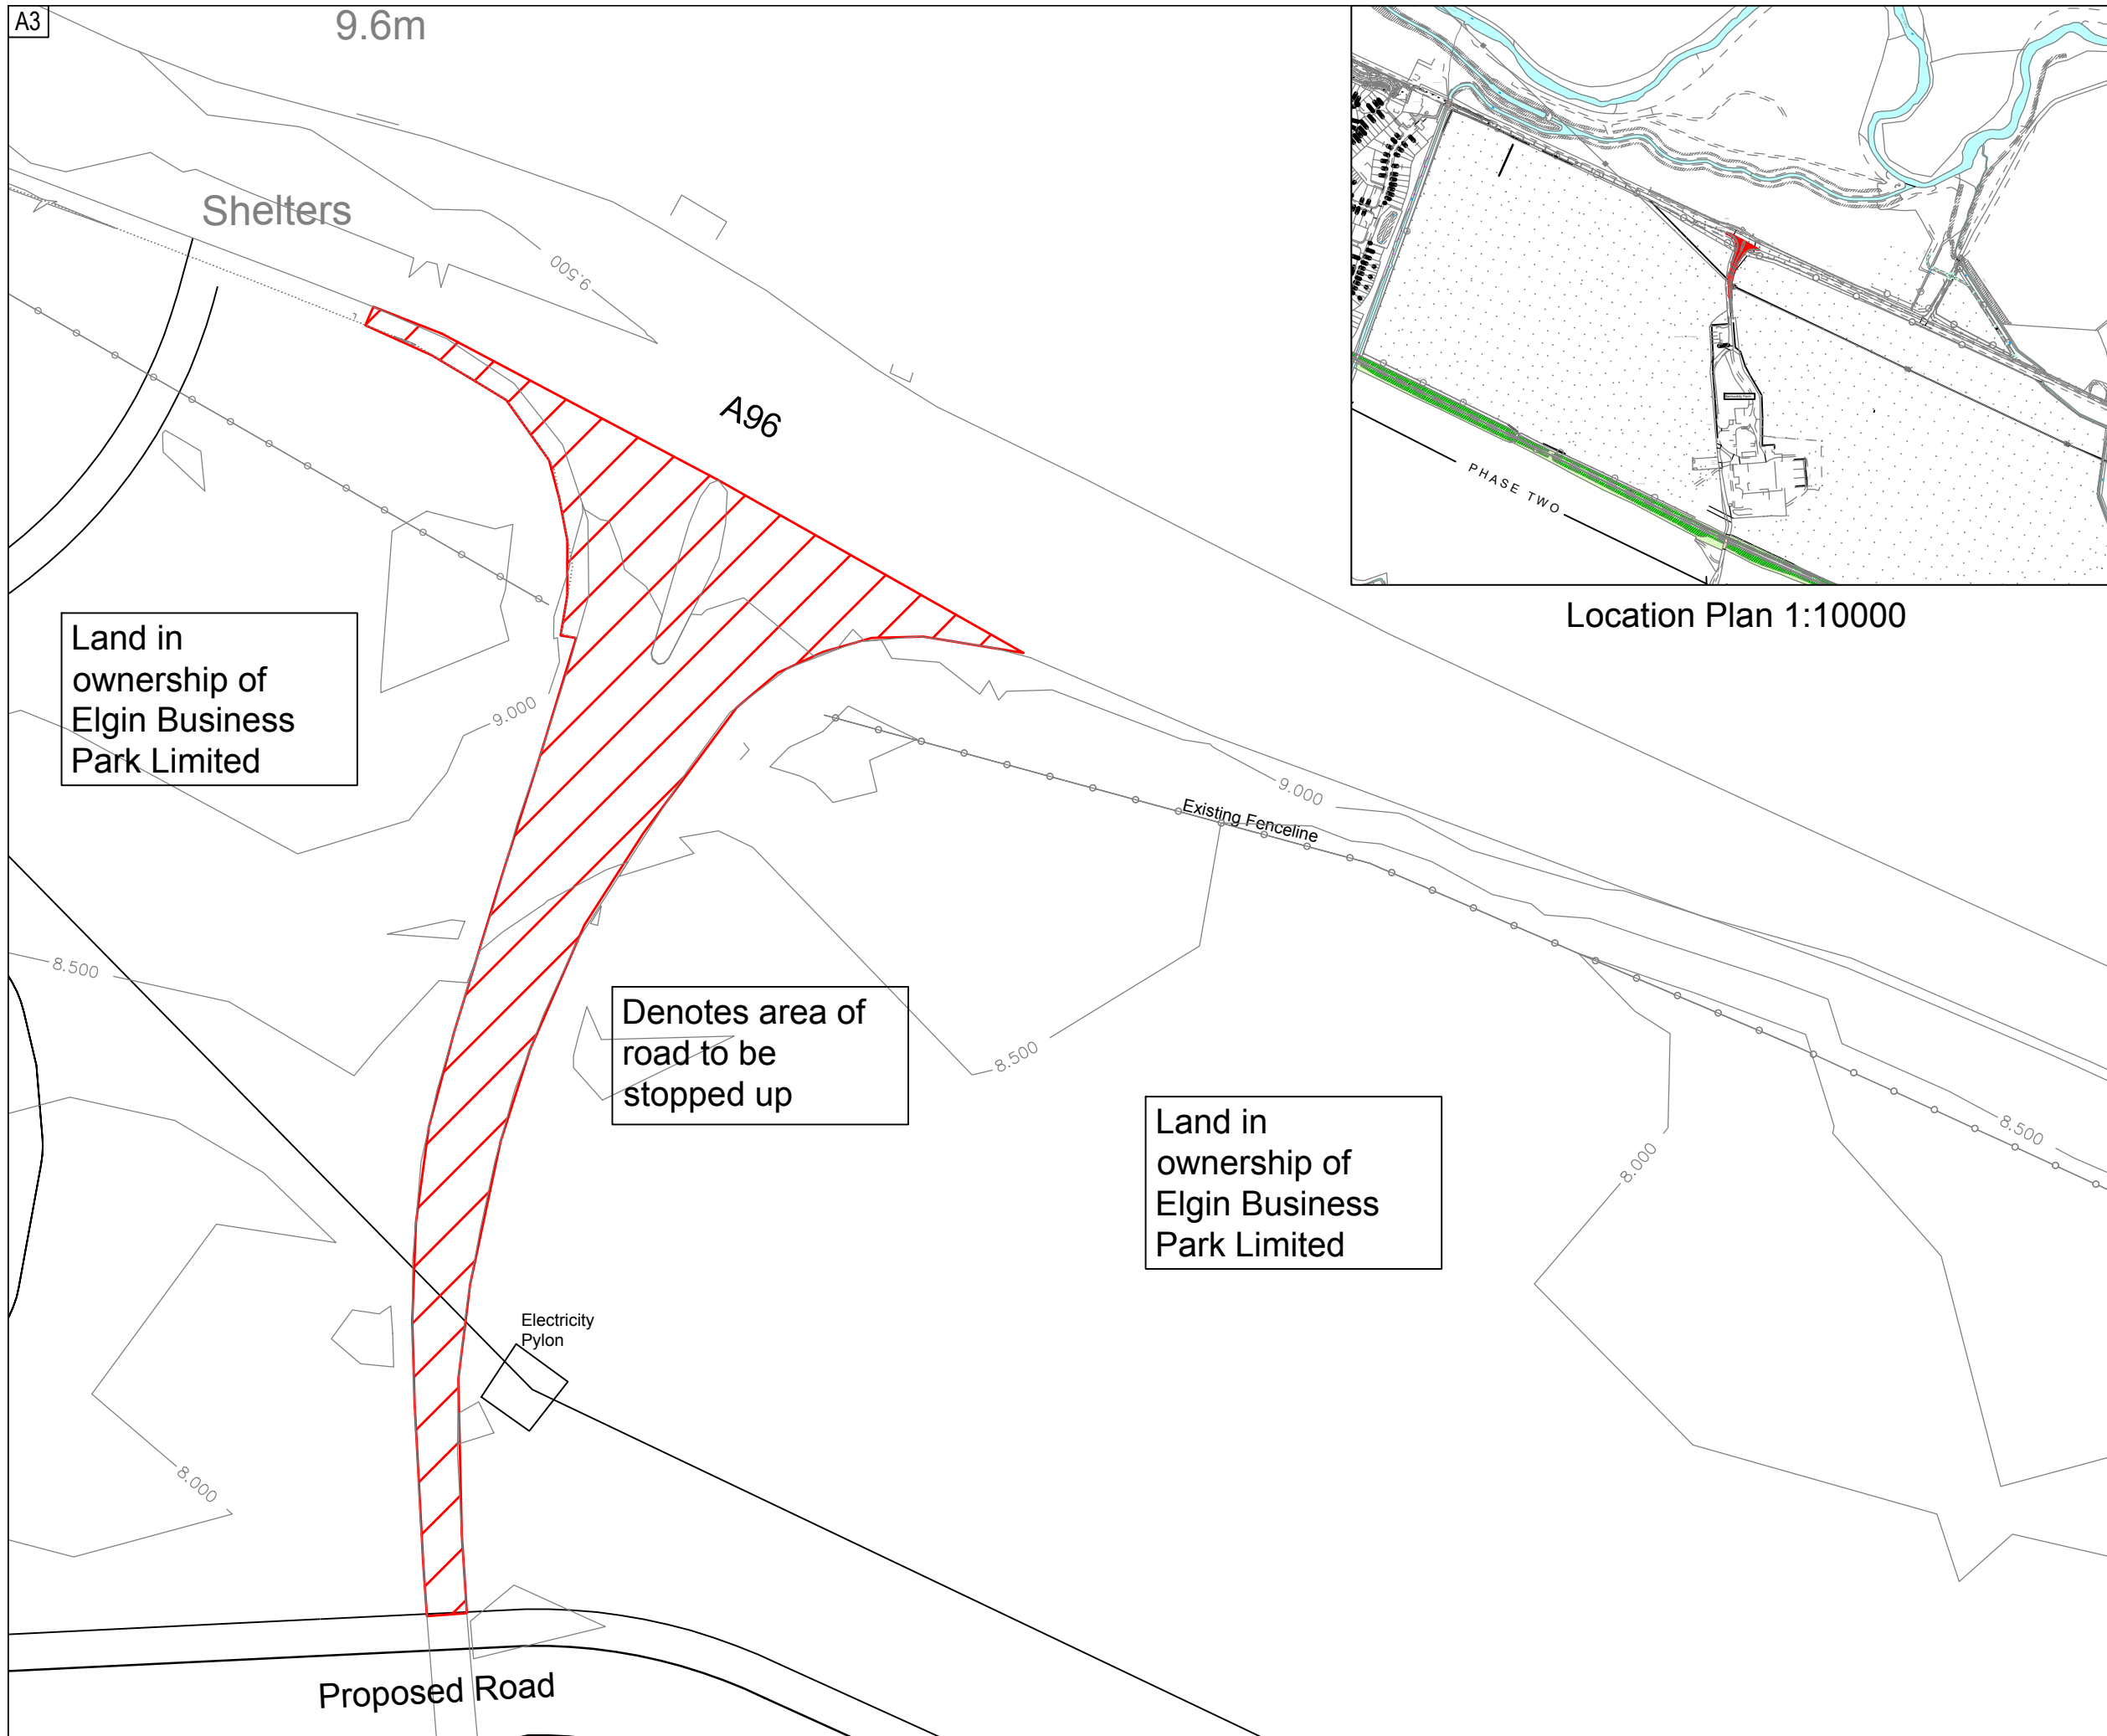 A3
9.6m
Shelters
9.500
A96
PHASE TWO
Location Plan 1:10000
Land in
ownership of
Elgin Business
Park Limited
9.000
9.000
Existing Fenceline
8.500
Denotes area of
road to be
stopped up
8.500
Land in
ownership of
Elgin Business
Park Limited
8.500
8.000
Electricity
Pylon
8.000
Proposed Road